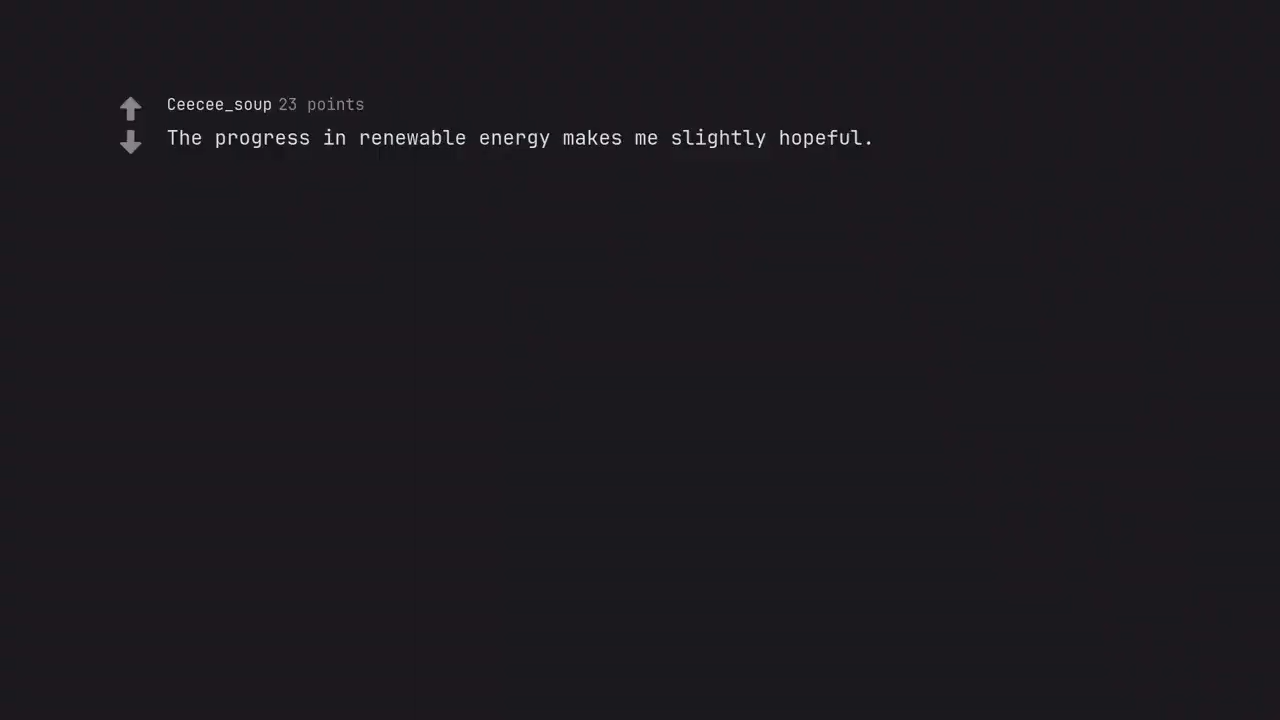 Ceecee_soup 23 points
The progress in renewable energy makes me slightly hopeful.